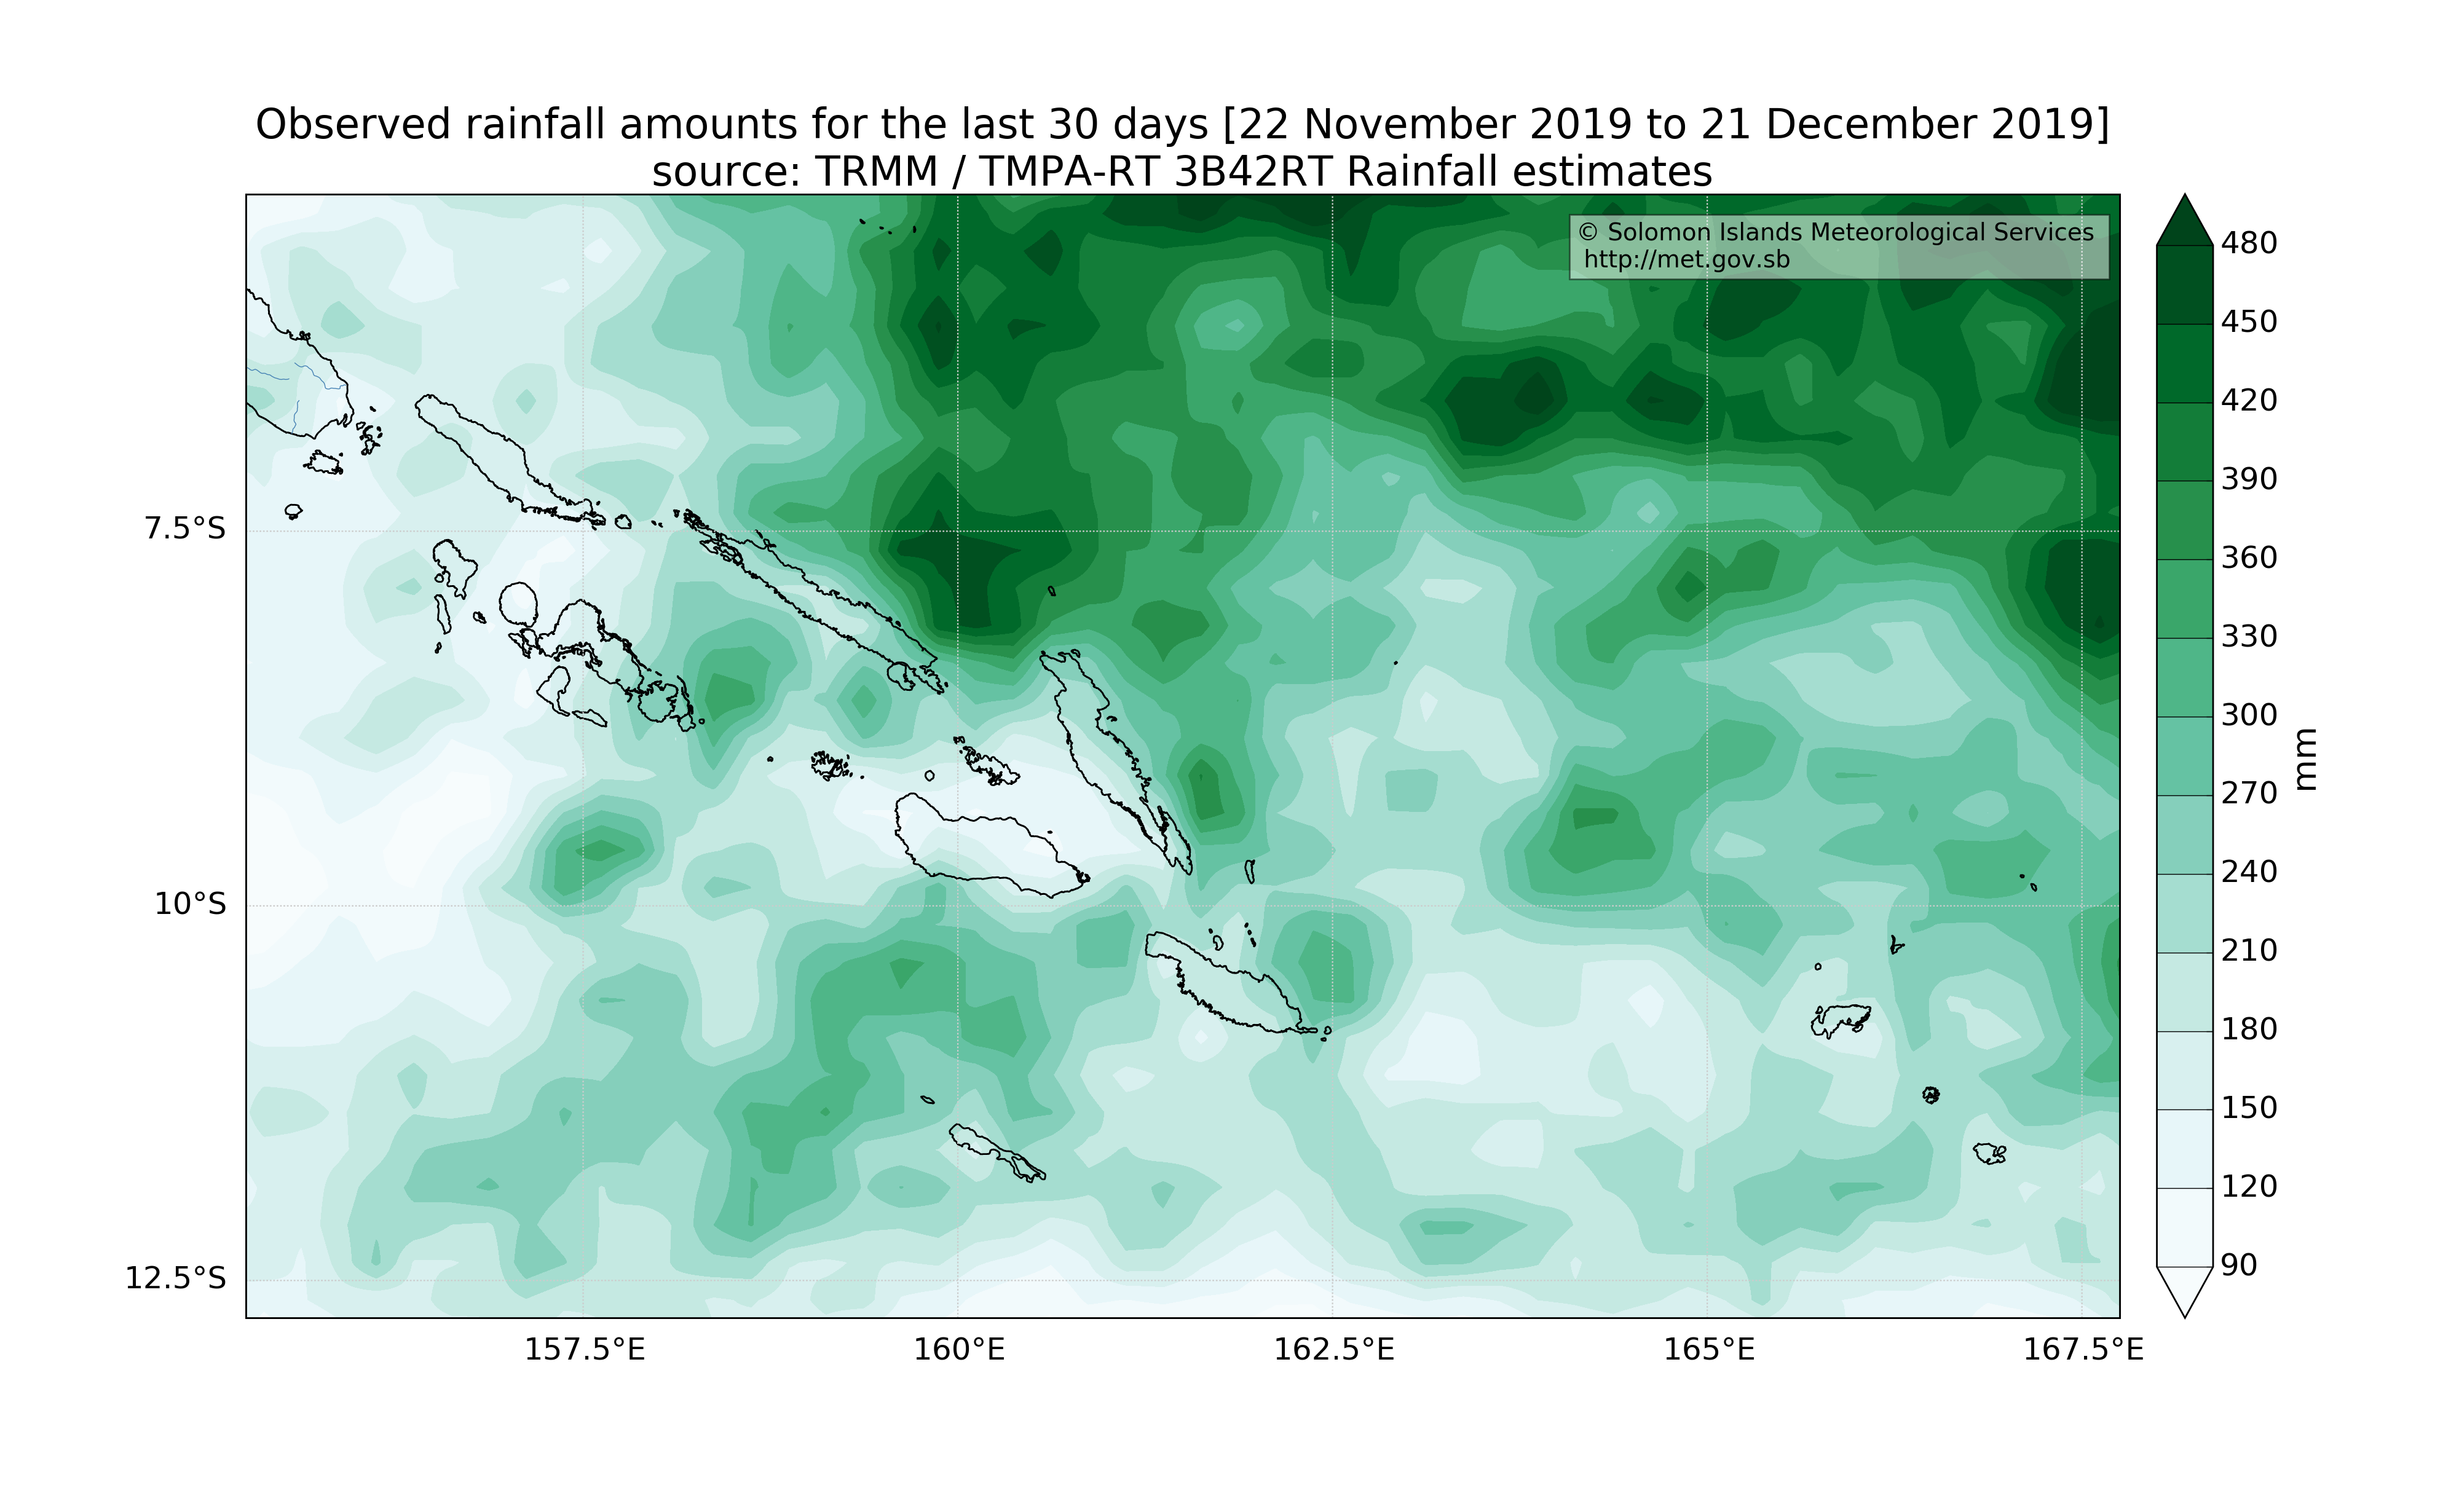 Observed rainfall amounts for the last 30 days [22 November 2019 to 21 December 2019]
source: TRMM / TMPA-RT 3B42RT Rainfall estimates
© Solomon Islands Meteorological Services
http://met.gov.sb
7.5°S
10°S
12.5°S
157.5°E
160°E
162.5°E
165°E
167.5°E
480
450
420
390
360
330
300
270
240
210
180
150
120
90
mm